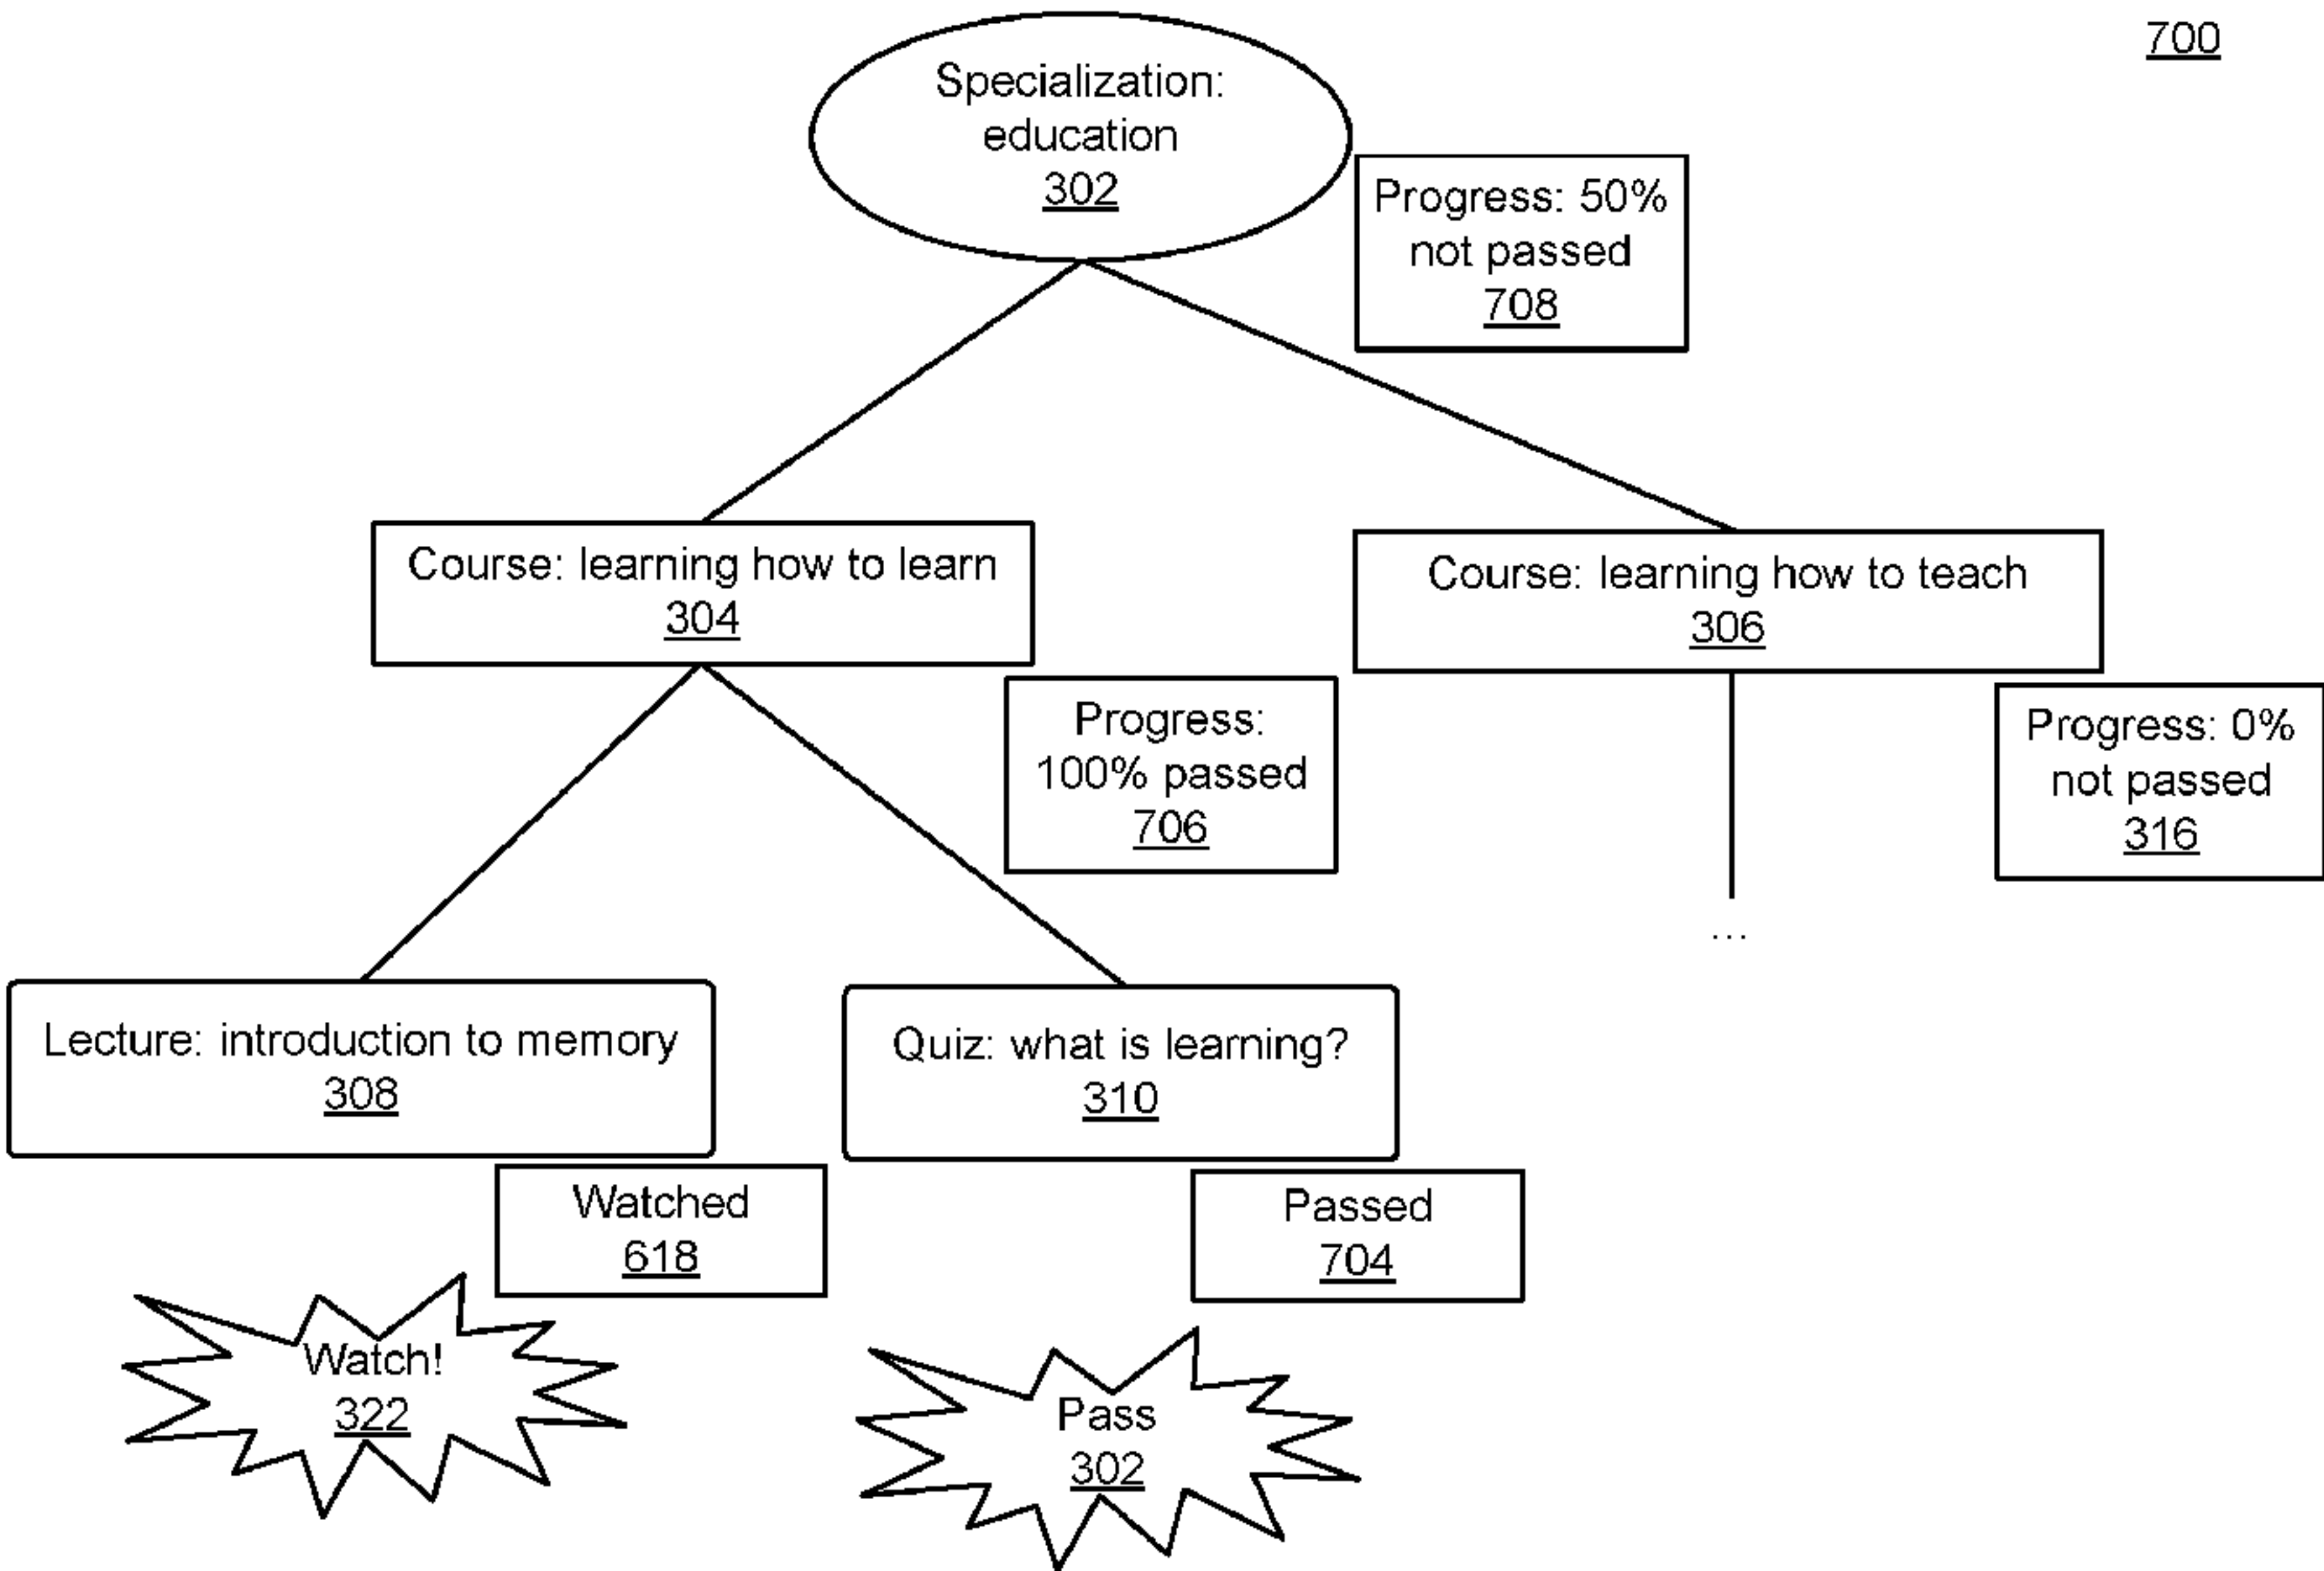 700
Specialization:
education
302
Progress: 50%
not passed
708
Course: learning how to learn
304
Course: learning how to teach
306
Progress:
100% passed
706
Progress: 0%
not passed
316
...
Lecture: introduction to memory
308
Quiz: what is learning?
310
Watched
618
Passed
704
Watch!
322
Pass
302